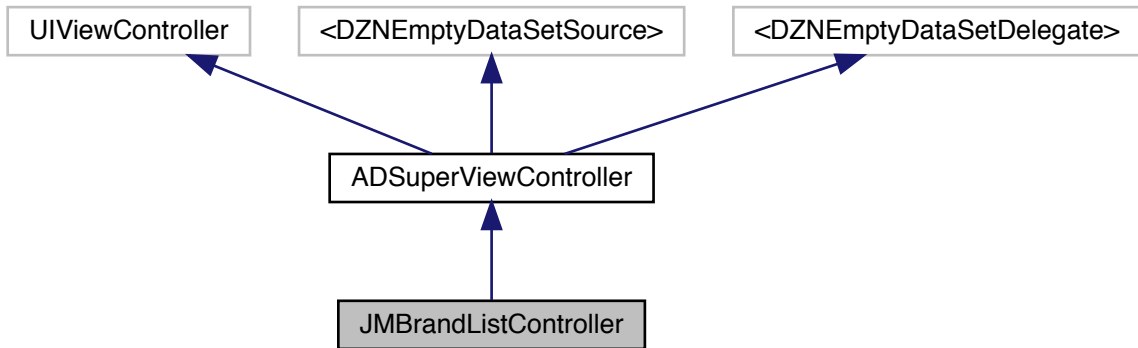 UIViewController
<DZNEmptyDataSetSource>
<DZNEmptyDataSetDelegate>
ADSuperViewController
JMBrandListController